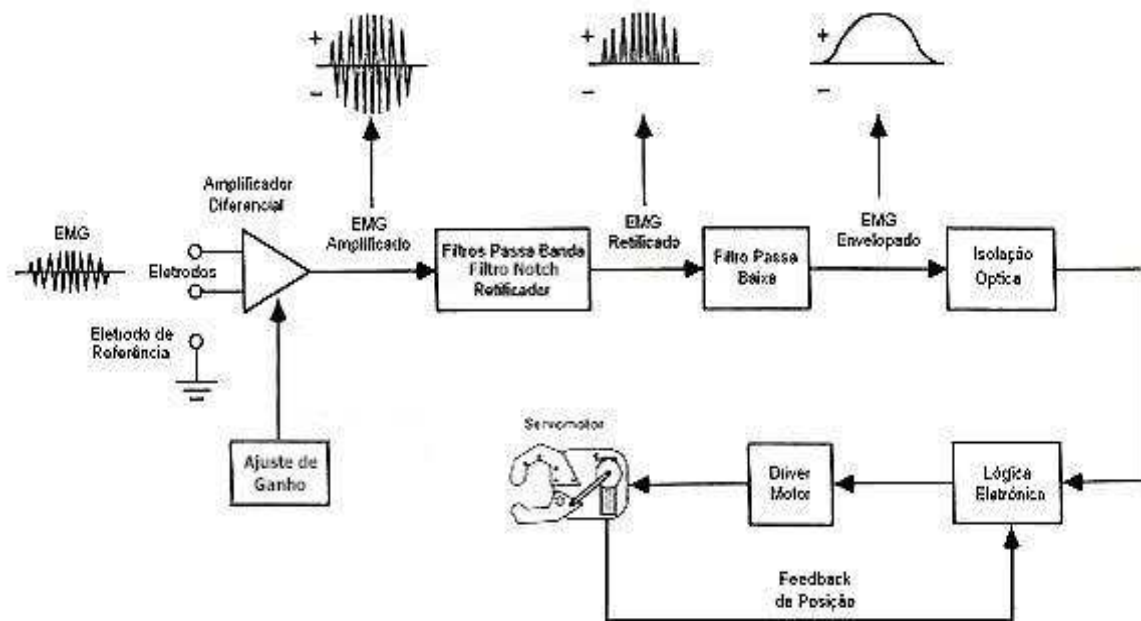 +
−
+
−
+
−
Amplificador
Diferencial
EMG
EMG
Amplificado
EMG
Retificado
EMG
Envelopado
Eletrodos
Filtros Passa Banda
Filtro Notch
Retificador
Filtro Passa
Baixa
Isolação
Óptica
Eletrodo de
Referência
Ajuste de
Ganho
Servomotor
Driver
Motor
Lógica
Eletrônica
Feedback
de Posição